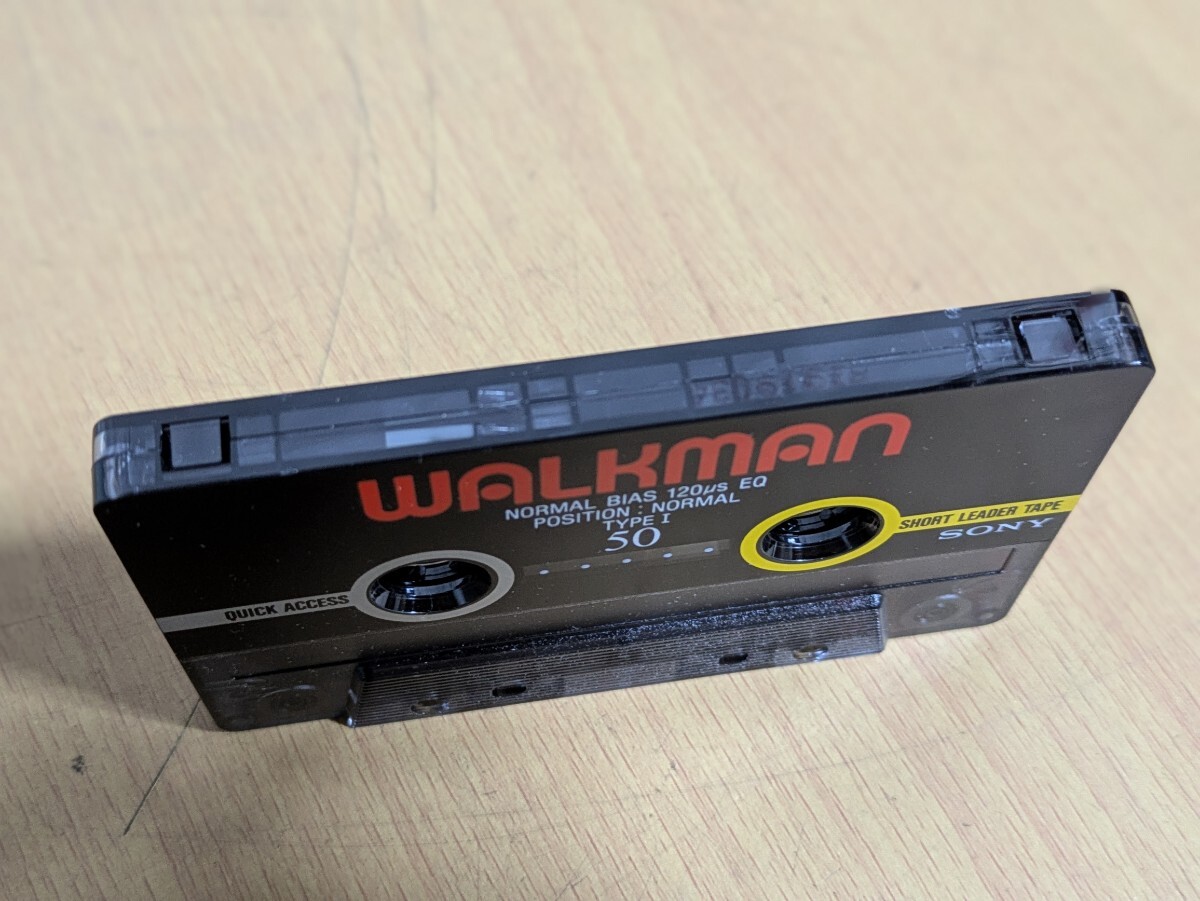 WALKMAN
NORMAL BIAS 120µs EQ
POSITION : NORMAL
TYPE I
50
QUICK ACCESS
SHORT LEADER TAPE
SONY